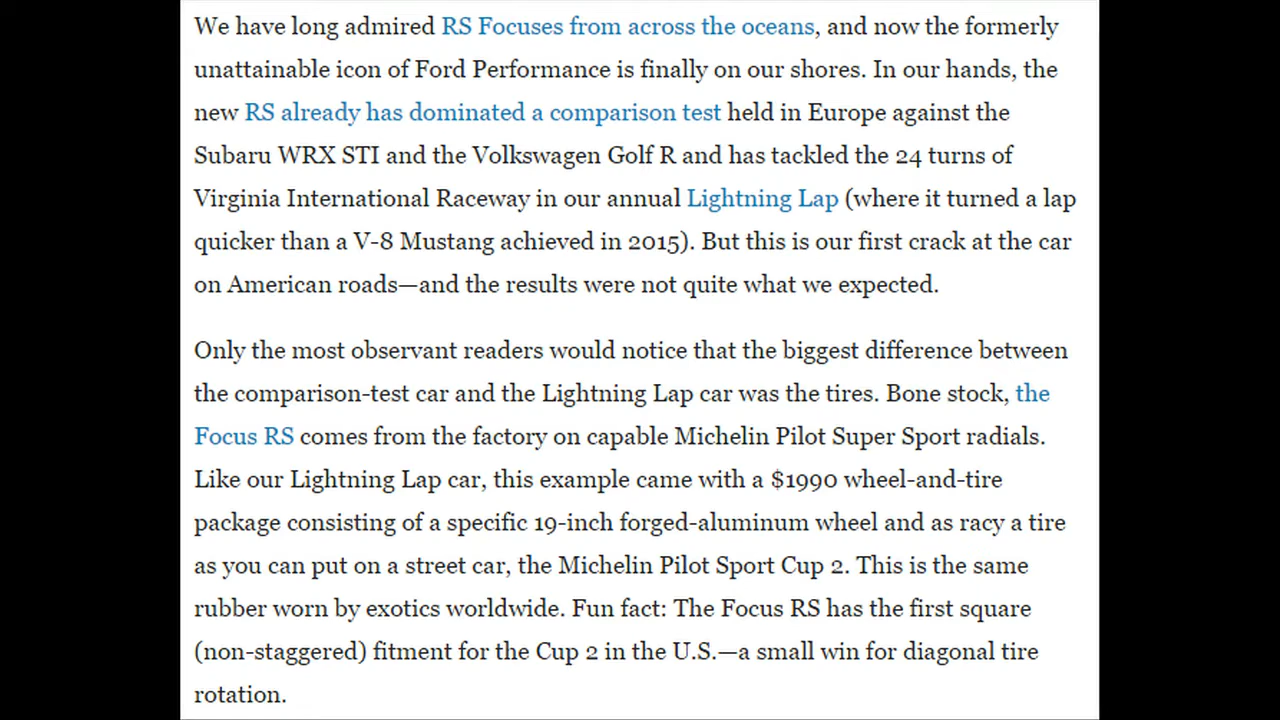 We have long admired RS Focuses from across the oceans, and now the formerly
unattainable icon of Ford Performance is finally on our shores. In our hands, the
new RS already has dominated a comparison test held in Europe against the
Subaru WRX STI and the Volkswagen Golf R and has tackled the 24 turns of
Virginia International Raceway in our annual Lightning Lap (where it turned a lap
quicker than a V-8 Mustang achieved in 2015). But this is our first crack at the car
on American roads—and the results were not quite what we expected.
Only the most observant readers would notice that the biggest difference between
the comparison-test car and the Lightning Lap car was the tires. Bone stock, the
Focus RS comes from the factory on capable Michelin Pilot Super Sport radials.
Like our Lightning Lap car, this example came with a $1990 wheel-and-tire
package consisting of a specific 19-inch forged-aluminum wheel and as racy a tire
as you can put on a street car, the Michelin Pilot Sport Cup 2. This is the same
rubber worn by exotics worldwide. Fun fact: The Focus RS has the first square
(non-staggered) fitment for the Cup 2 in the U.S.—a small win for diagonal tire
rotation.